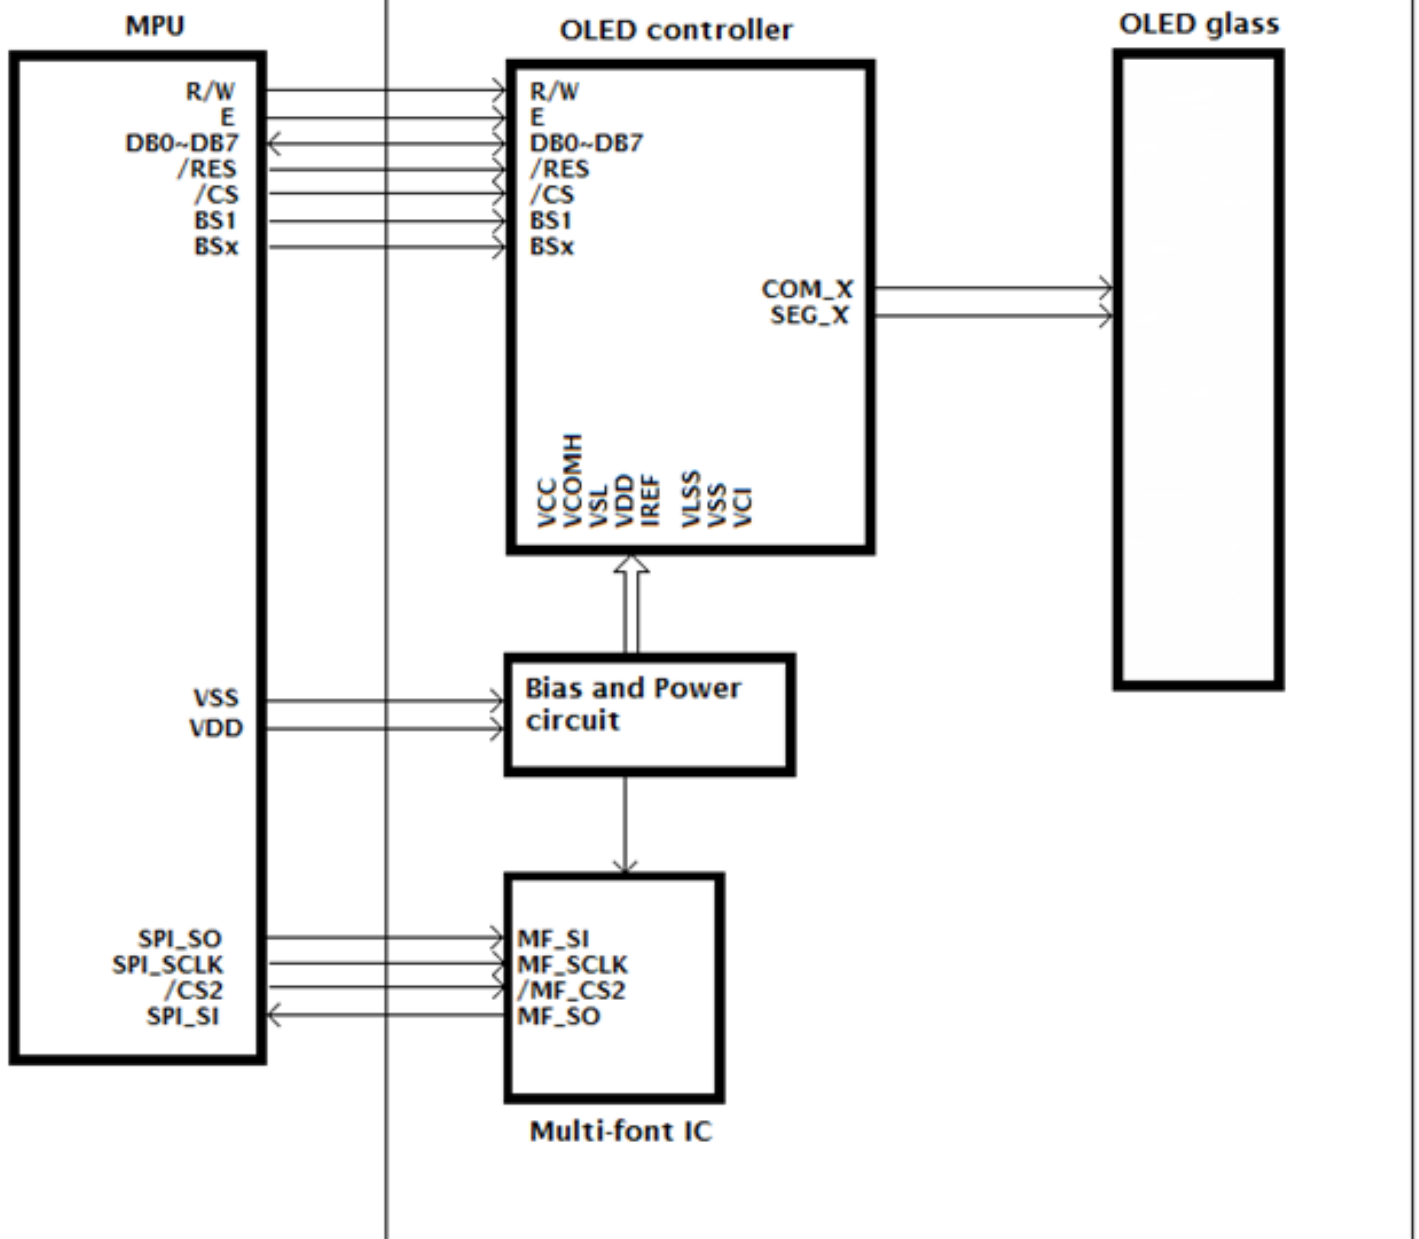 MPU
OLED controller
OLED glass
R/W
E
DB0~DB7
/RES
/CS
BS1
BSx
R/W
E
DB0~DB7
/RES
/CS
BS1
BSx
COM_X
SEG_X
VCC
VCOMH
VSL
VDD
IREF
VLSS
VSS
VCI
VSS
VDD
Bias and Power
circuit
SPI_SO
SPI_SCLK
/CS2
SPI_SI
MF_SI
MF_SCLK
/MF_CS2
MF_SO
Multi-font IC